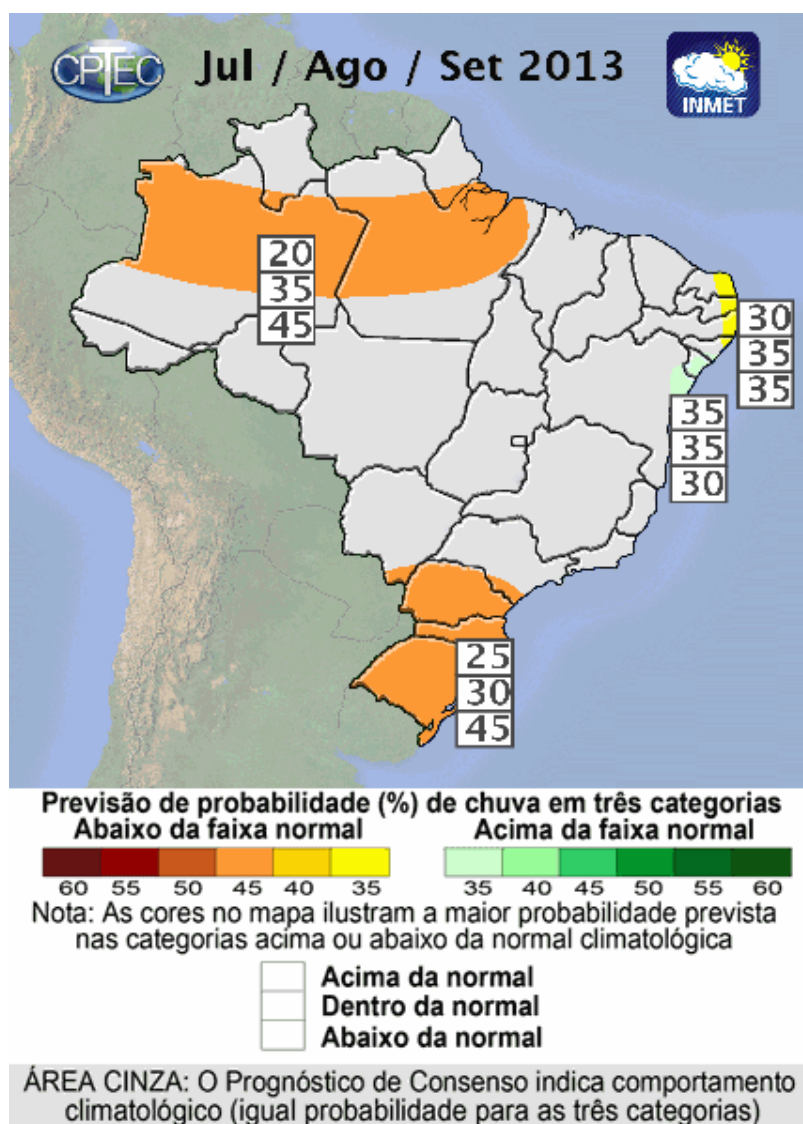 CPTEC
Jul / Ago / Set 2013
INMET
20
35
45
30
35
35
35
35
30
25
30
45
Previsão de probabilidade (%) de chuva em três categorias
Abaixo da faixa normal Acima da faixa normal
60 55 50 45 40 35 35 40 45 50 55 60
Nota: As cores no mapa ilustram a maior probabilidade prevista
nas categorias acima ou abaixo da normal climatológica
Acima da normal
Dentro da normal
Abaixo da normal
ÁREA CINZA: O Prognóstico de Consenso indica comportamento
climatológico (igual probabilidade para as três categorias)